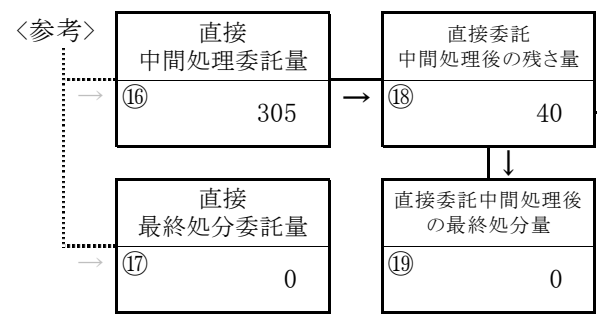 〈参考〉
直接
中間処理委託量
→ ⑯
305
→
直接委託
中間処理後の残さ量
⑱
40
↓
直接
最終処分委託量
→ ⑰
0
直接委託中間処理後
の最終処分量
⑲
0